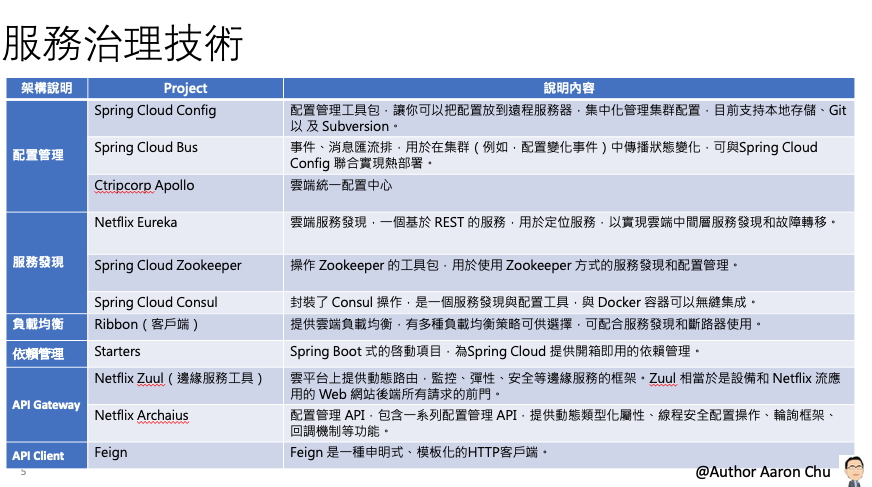 服務治理技術
架構說明 Project 說明內容
配置管理
Spring Cloud Config 配置管理工具包，讓你可以把配置放到遠程服務器，集中化管理集群配置，目前支持本地存儲、Git
以 及 Subversion。
Spring Cloud Bus 事件、消息匯流排，用於在集群（例如，配置變化事件）中傳播狀態變化，可與Spring Cloud
Config 聯合實現熱部署。
Ctripcorp Apollo 雲端統一配置中心
服務發現
Netflix Eureka 雲端服務發現，一個基於 REST 的服務，用於定位服務，以實現雲端中間層服務發現和故障轉移。
Spring Cloud Zookeeper 操作 Zookeeper 的工具包，用於使用 Zookeeper 方式的服務發現和配置管理。
Spring Cloud Consul 封裝了 Consul 操作，是一個服務發現與配置工具，與 Docker 容器可以無縫集成。
負載均衡 Ribbon（客戶端） 提供雲端負載均衡，有多種負載均衡策略可供選擇，可配合服務發現和斷路器使用。
依賴管理 Starters Spring Boot 式的啓動項目，為Spring Cloud 提供開箱即用的依賴管理。
API Gateway
Netflix Zuul（邊緣服務工具） 雲平台上提供動態路由，監控、彈性、安全等邊緣服務的框架。Zuul 相當於是設備和 Netflix 流應
用的 Web 網站後端所有請求的前門。
Netflix Archaius 配置管理 API，包含一系列配置管理 API，提供動態類型化屬性、線程安全配置操作、輪詢框架、
回調機制等功能。
API Client Feign Feign 是一種申明式、模板化的HTTP客戶端。
5
@Author Aaron Chu